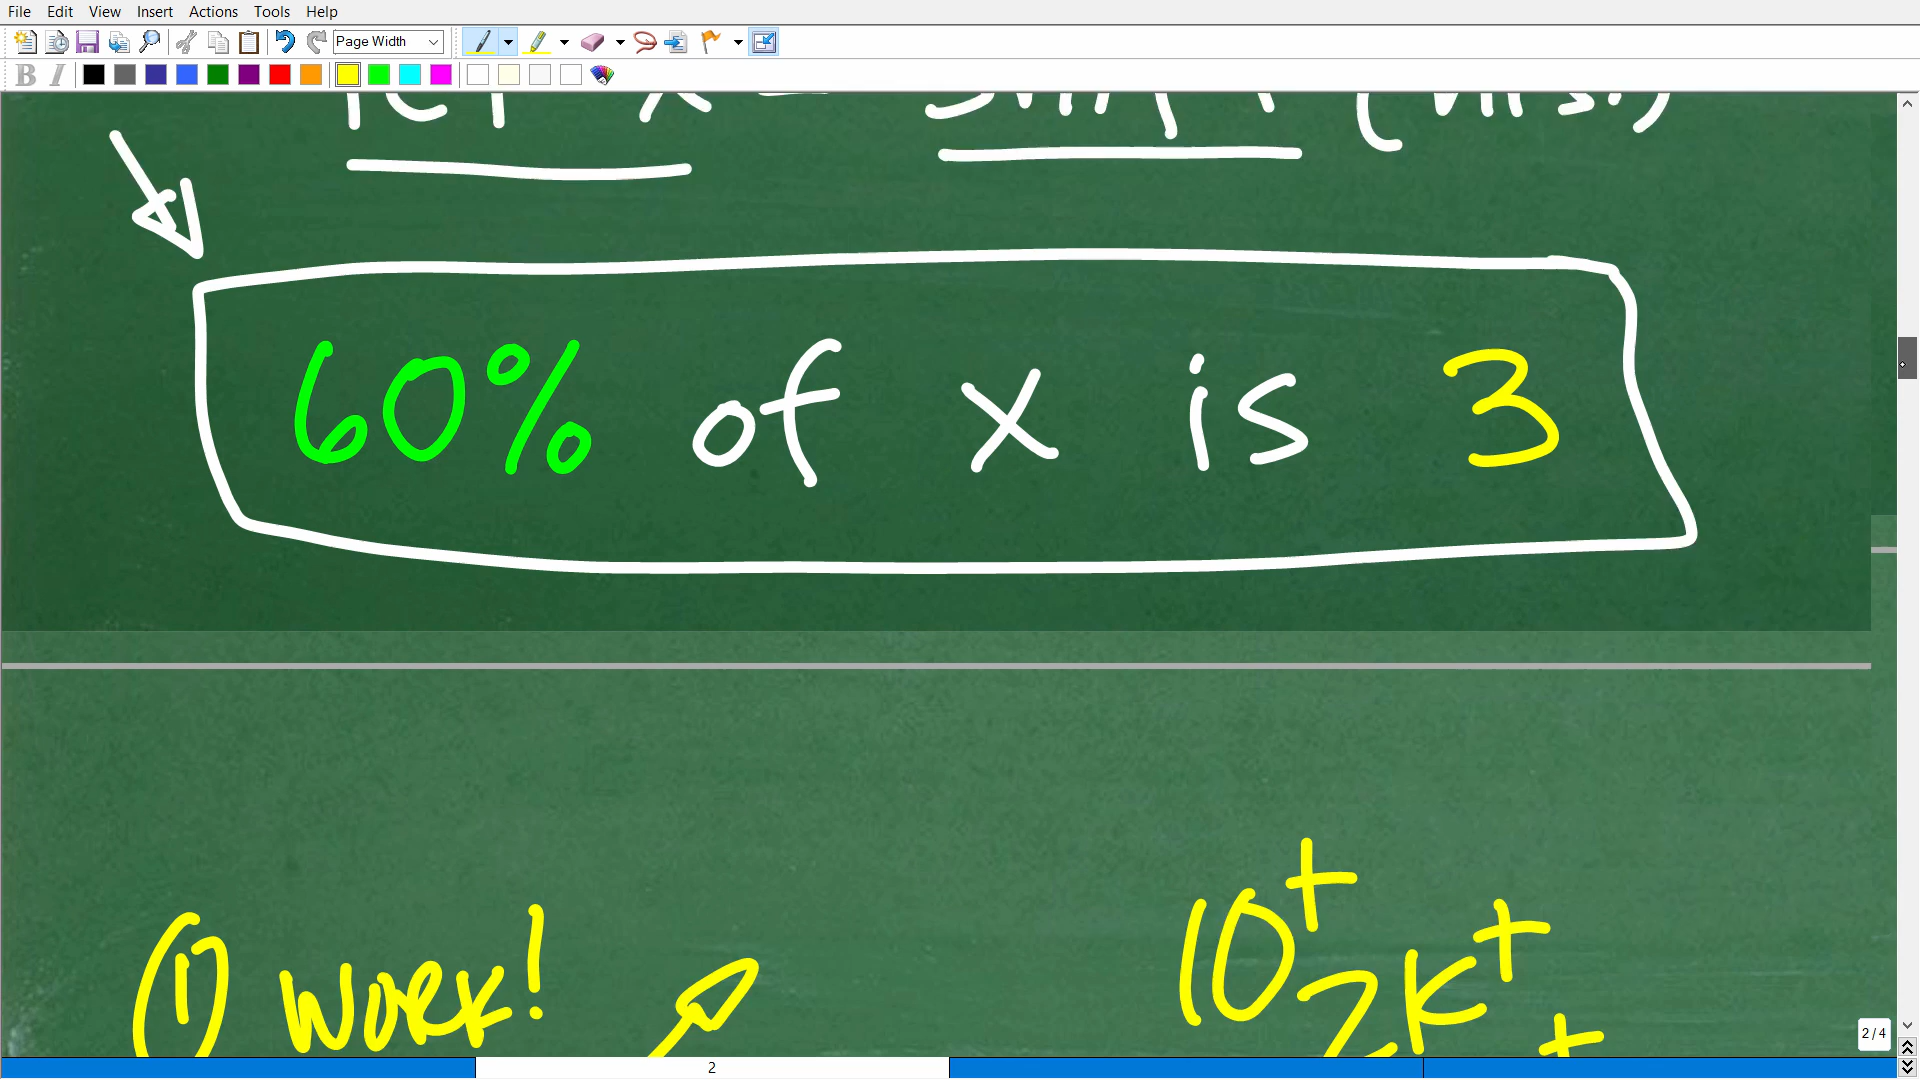 File Edit View Insert Actions Tools Help
Page Width
B I
let x =
60% of x is 3
① Work! 10+
2K+
+
2 / 4
2